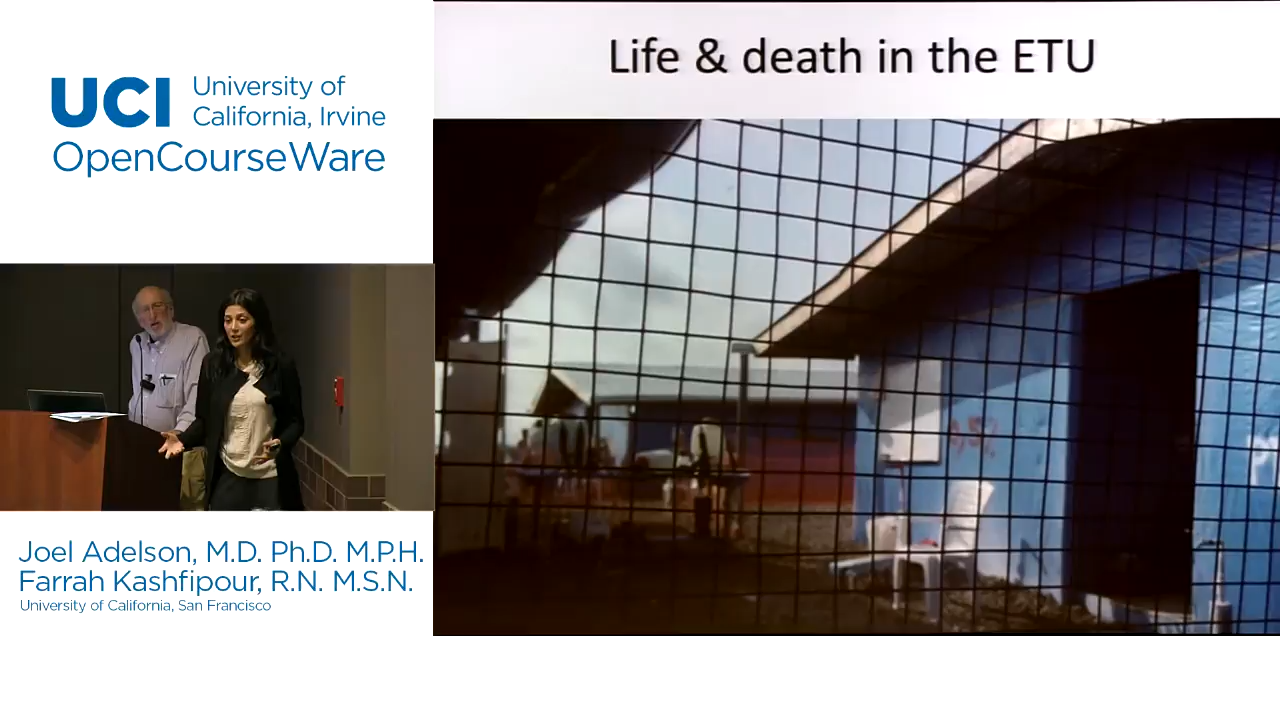 UCI University of
California, Irvine
OpenCourseWare
Life & death in the ETU
Joel Adelson, M.D. Ph.D. M.P.H.
Farrah Kashfipour, R.N. M.S.N.
University of California, San Francisco